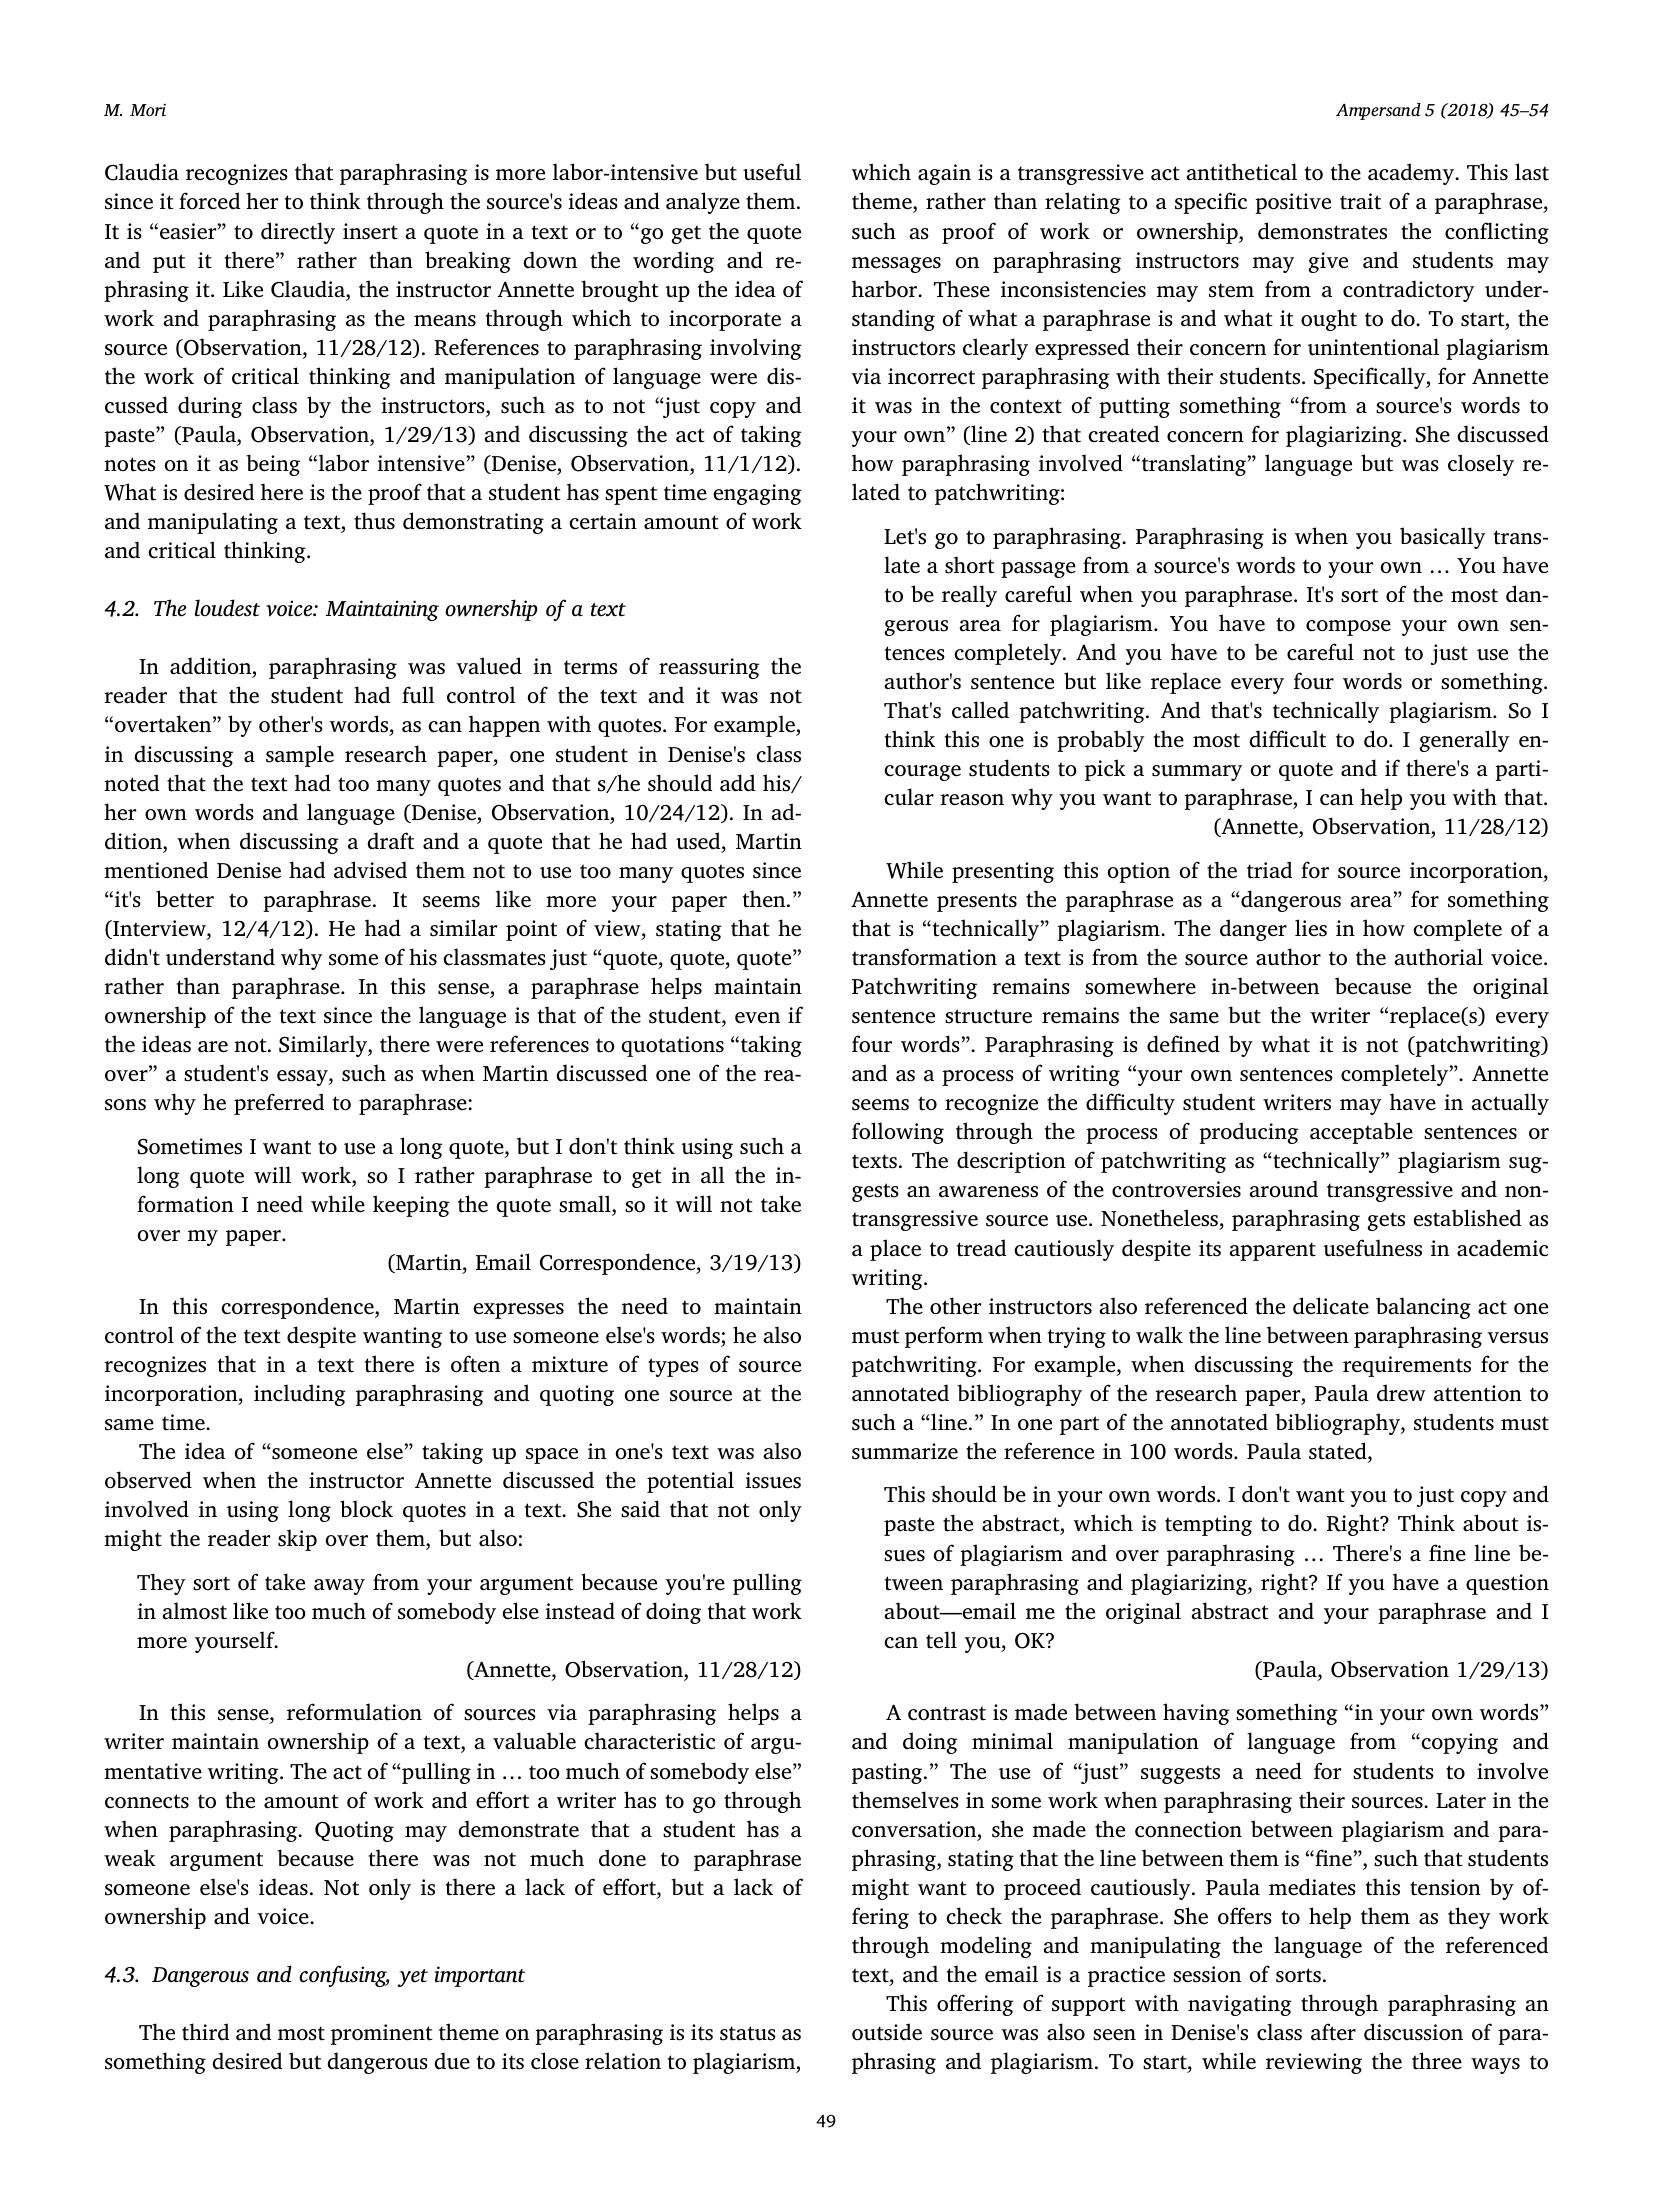 M. Mori
Ampersand 5 (2018) 45–54
Claudia recognizes that paraphrasing is more labor-intensive but useful
since it forced her to think through the source's ideas and analyze them.
It is “easier” to directly insert a quote in a text or to “go get the quote
and put it there” rather than breaking down the wording and re-
phrasing it. Like Claudia, the instructor Annette brought up the idea of
work and paraphrasing as the means through which to incorporate a
source (Observation, 11/28/12). References to paraphrasing involving
the work of critical thinking and manipulation of language were dis-
cussed during class by the instructors, such as to not “just copy and
paste” (Paula, Observation, 1/29/13) and discussing the act of taking
notes on it as being “labor intensive” (Denise, Observation, 11/1/12).
What is desired here is the proof that a student has spent time engaging
and manipulating a text, thus demonstrating a certain amount of work
and critical thinking.
4.2. The loudest voice: Maintaining ownership of a text
In addition, paraphrasing was valued in terms of reassuring the
reader that the student had full control of the text and it was not
“overtaken” by other's words, as can happen with quotes. For example,
in discussing a sample research paper, one student in Denise's class
noted that the text had too many quotes and that s/he should add his/
her own words and language (Denise, Observation, 10/24/12). In ad-
dition, when discussing a draft and a quote that he had used, Martin
mentioned Denise had advised them not to use too many quotes since
“it's better to paraphrase. It seems like more your paper then.”
(Interview, 12/4/12). He had a similar point of view, stating that he
didn't understand why some of his classmates just “quote, quote, quote”
rather than paraphrase. In this sense, a paraphrase helps maintain
ownership of the text since the language is that of the student, even if
the ideas are not. Similarly, there were references to quotations “taking
over” a student's essay, such as when Martin discussed one of the rea-
sons why he preferred to paraphrase:
Sometimes I want to use a long quote, but I don't think using such a
long quote will work, so I rather paraphrase to get in all the in-
formation I need while keeping the quote small, so it will not take
over my paper.
(Martin, Email Correspondence, 3/19/13)
In this correspondence, Martin expresses the need to maintain
control of the text despite wanting to use someone else's words; he also
recognizes that in a text there is often a mixture of types of source
incorporation, including paraphrasing and quoting one source at the
same time.
The idea of “someone else” taking up space in one's text was also
observed when the instructor Annette discussed the potential issues
involved in using long block quotes in a text. She said that not only
might the reader skip over them, but also:
They sort of take away from your argument because you're pulling
in almost like too much of somebody else instead of doing that work
more yourself.
(Annette, Observation, 11/28/12)
In this sense, reformulation of sources via paraphrasing helps a
writer maintain ownership of a text, a valuable characteristic of argu-
mentative writing. The act of “pulling in … too much of somebody else”
connects to the amount of work and effort a writer has to go through
when paraphrasing. Quoting may demonstrate that a student has a
weak argument because there was not much done to paraphrase
someone else's ideas. Not only is there a lack of effort, but a lack of
ownership and voice.
4.3. Dangerous and confusing, yet important
The third and most prominent theme on paraphrasing is its status as
something desired but dangerous due to its close relation to plagiarism,
which again is a transgressive act antithetical to the academy. This last
theme, rather than relating to a specific positive trait of a paraphrase,
such as proof of work or ownership, demonstrates the conflicting
messages on paraphrasing instructors may give and students may
harbor. These inconsistencies may stem from a contradictory under-
standing of what a paraphrase is and what it ought to do. To start, the
instructors clearly expressed their concern for unintentional plagiarism
via incorrect paraphrasing with their students. Specifically, for Annette
it was in the context of putting something “from a source's words to
your own” (line 2) that created concern for plagiarizing. She discussed
how paraphrasing involved “translating” language but was closely re-
lated to patchwriting:
Let's go to paraphrasing. Paraphrasing is when you basically trans-
late a short passage from a source's words to your own … You have
to be really careful when you paraphrase. It's sort of the most dan-
gerous area for plagiarism. You have to compose your own sen-
tences completely. And you have to be careful not to just use the
author's sentence but like replace every four words or something.
That's called patchwriting. And that's technically plagiarism. So I
think this one is probably the most difficult to do. I generally en-
courage students to pick a summary or quote and if there's a parti-
cular reason why you want to paraphrase, I can help you with that.
(Annette, Observation, 11/28/12)
While presenting this option of the triad for source incorporation,
Annette presents the paraphrase as a “dangerous area” for something
that is “technically” plagiarism. The danger lies in how complete of a
transformation a text is from the source author to the authorial voice.
Patchwriting remains somewhere in-between because the original
sentence structure remains the same but the writer “replace(s) every
four words”. Paraphrasing is defined by what it is not (patchwriting)
and as a process of writing “your own sentences completely”. Annette
seems to recognize the difficulty student writers may have in actually
following through the process of producing acceptable sentences or
texts. The description of patchwriting as “technically” plagiarism sug-
gests an awareness of the controversies around transgressive and non-
transgressive source use. Nonetheless, paraphrasing gets established as
a place to tread cautiously despite its apparent usefulness in academic
writing.
The other instructors also referenced the delicate balancing act one
must perform when trying to walk the line between paraphrasing versus
patchwriting. For example, when discussing the requirements for the
annotated bibliography of the research paper, Paula drew attention to
such a “line.” In one part of the annotated bibliography, students must
summarize the reference in 100 words. Paula stated,
This should be in your own words. I don't want you to just copy and
paste the abstract, which is tempting to do. Right? Think about is-
sues of plagiarism and over paraphrasing … There's a fine line be-
tween paraphrasing and plagiarizing, right? If you have a question
about—email me the original abstract and your paraphrase and I
can tell you, OK?
(Paula, Observation 1/29/13)
A contrast is made between having something “in your own words”
and doing minimal manipulation of language from “copying and
pasting.” The use of “just” suggests a need for students to involve
themselves in some work when paraphrasing their sources. Later in the
conversation, she made the connection between plagiarism and para-
phrasing, stating that the line between them is “fine”, such that students
might want to proceed cautiously. Paula mediates this tension by of-
fering to check the paraphrase. She offers to help them as they work
through modeling and manipulating the language of the referenced
text, and the email is a practice session of sorts.
This offering of support with navigating through paraphrasing an
outside source was also seen in Denise's class after discussion of para-
phrasing and plagiarism. To start, while reviewing the three ways to
49